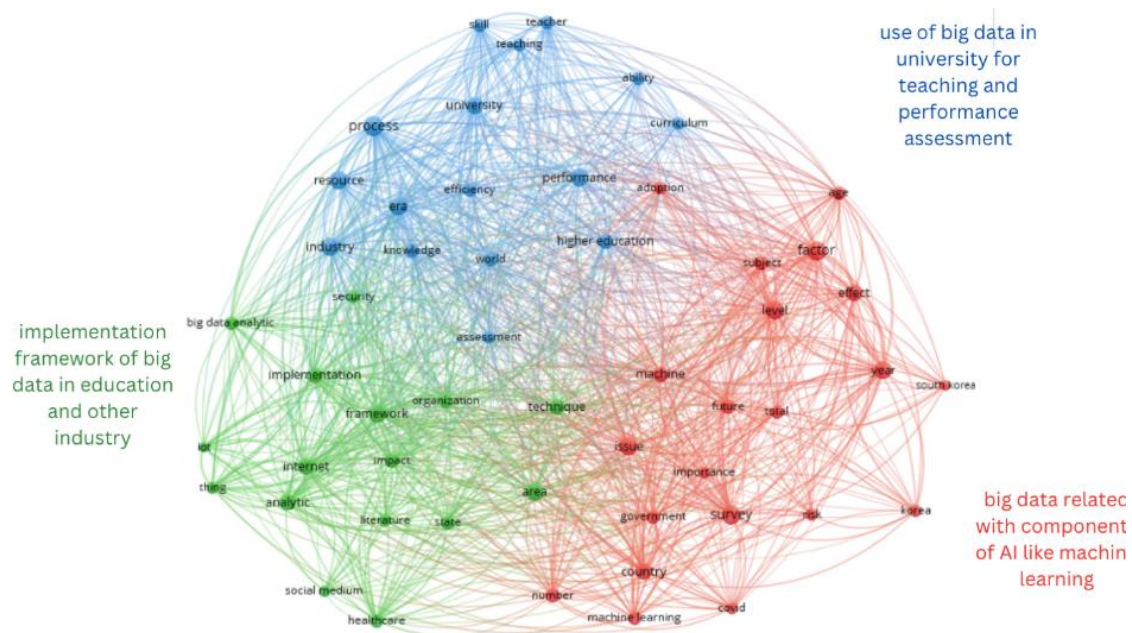 skill
teacher
teaching
ability
university
curriculum
process
resource
efficiency
performance
adoption
age
era
industry
knowledge
world
higher education
factor
subject
effect
security
level
big data analytic
assessment
implementation
machine
year
south korea
organization
framework
technique
future
total
iot
internet
impact
issue
importance
thing
analytic
area
literature
state
government
survey
risk
korea
country
social medium
healthcare
number
machine learning
covid
use of big data in
university for
teaching and
performance
assessment
implementation
framework of big
data in education
and other
industry
big data related
with component
of AI like machin
learning